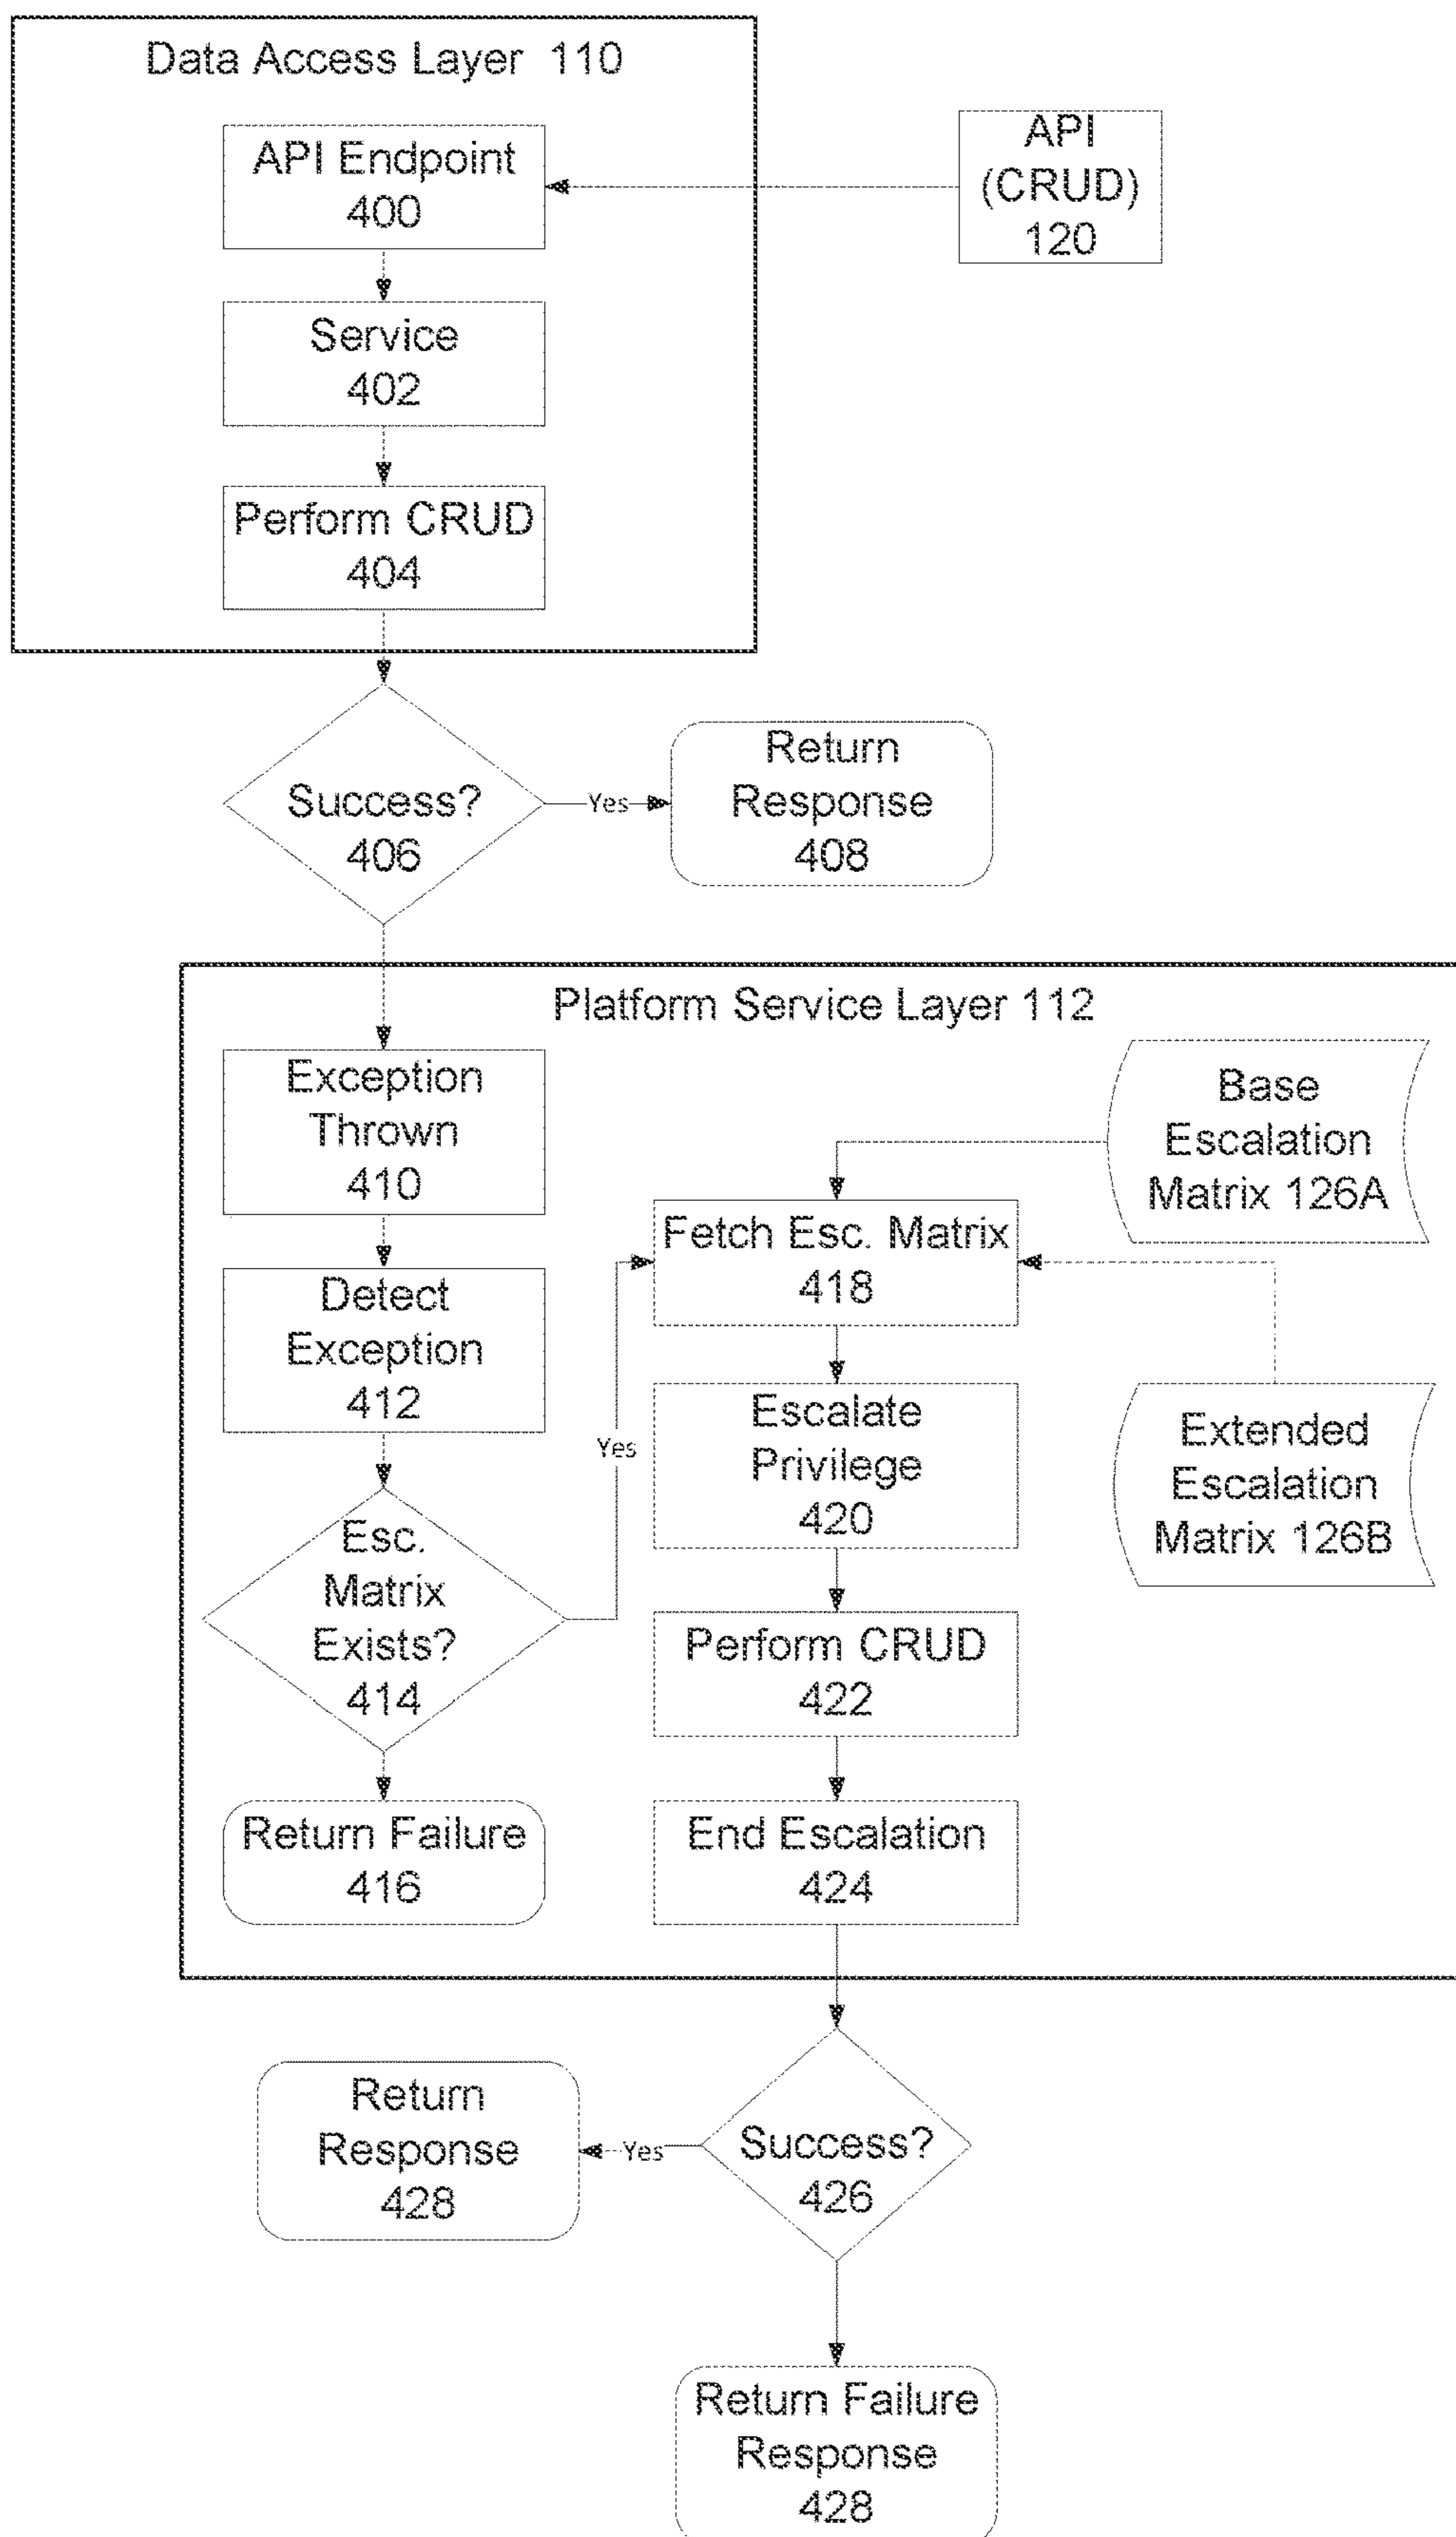 Data Access Layer 110
API Endpoint
400
API
(CRUD)
120
Service
402
Perform CRUD
404
Success?
406
Yes
Return
Response
408
Platform Service Layer 112
Exception
Thrown
410
Base
Escalation
Matrix 126A
Fetch Esc. Matrix
418
Detect
Exception
412
Escalate
Privilege
420
Extended
Escalation
Matrix 126B
Yes
Esc.
Matrix
Exists?
414
Perform CRUD
422
Return Failure
416
End Escalation
424
Return
Response
428
Yes
Success?
426
Return Failure
Response
428